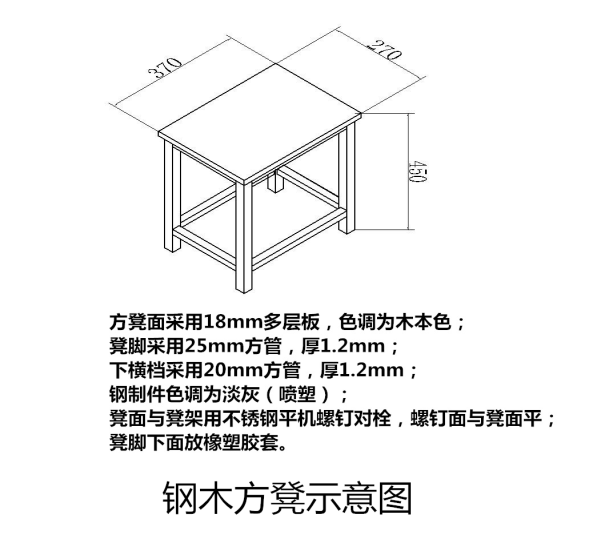 370
270
450
方凳面采用18mm多层板，色调为木本色；
凳脚采用25mm方管，厚1.2mm；
下横档采用20mm方管，厚1.2mm；
钢制件色调为淡灰（喷塑）；
凳面与凳架用不锈钢平机螺钉对栓，螺钉面与凳面平；
凳脚下面放橡塑胶套。
钢木方凳示意图